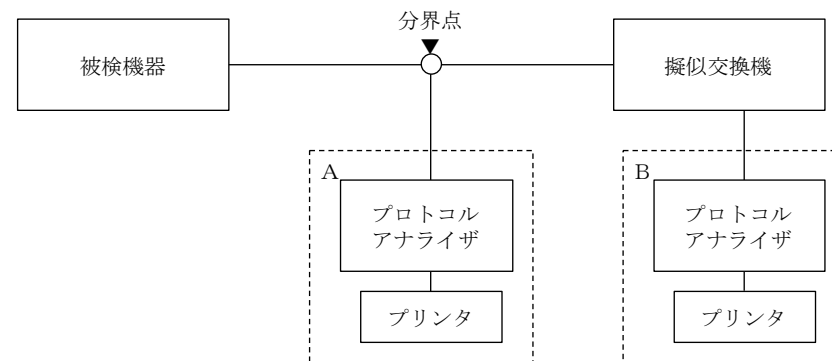 分界点
被検機器
擬似交換機
A
プロトコル
アナライザ
プリンタ
B
プロトコル
アナライザ
プリンタ